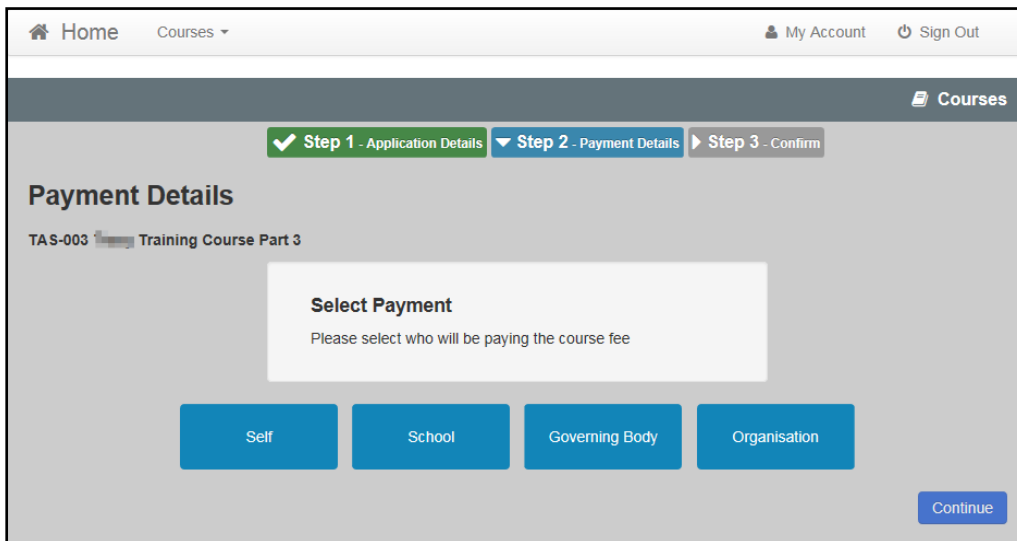 Home Courses My Account Sign Out
Courses
Step 1 - Application Details Step 2 - Payment Details Step 3 - Confirm
Payment Details
TAS-003 Training Course Part 3
Select Payment
Please select who will be paying the course fee
Self School Governing Body Organisation
Continue